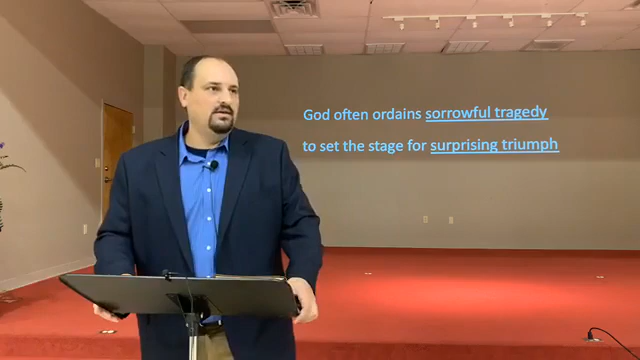 God often ordains sorrowful tragedy
to set the stage for surprising triumph